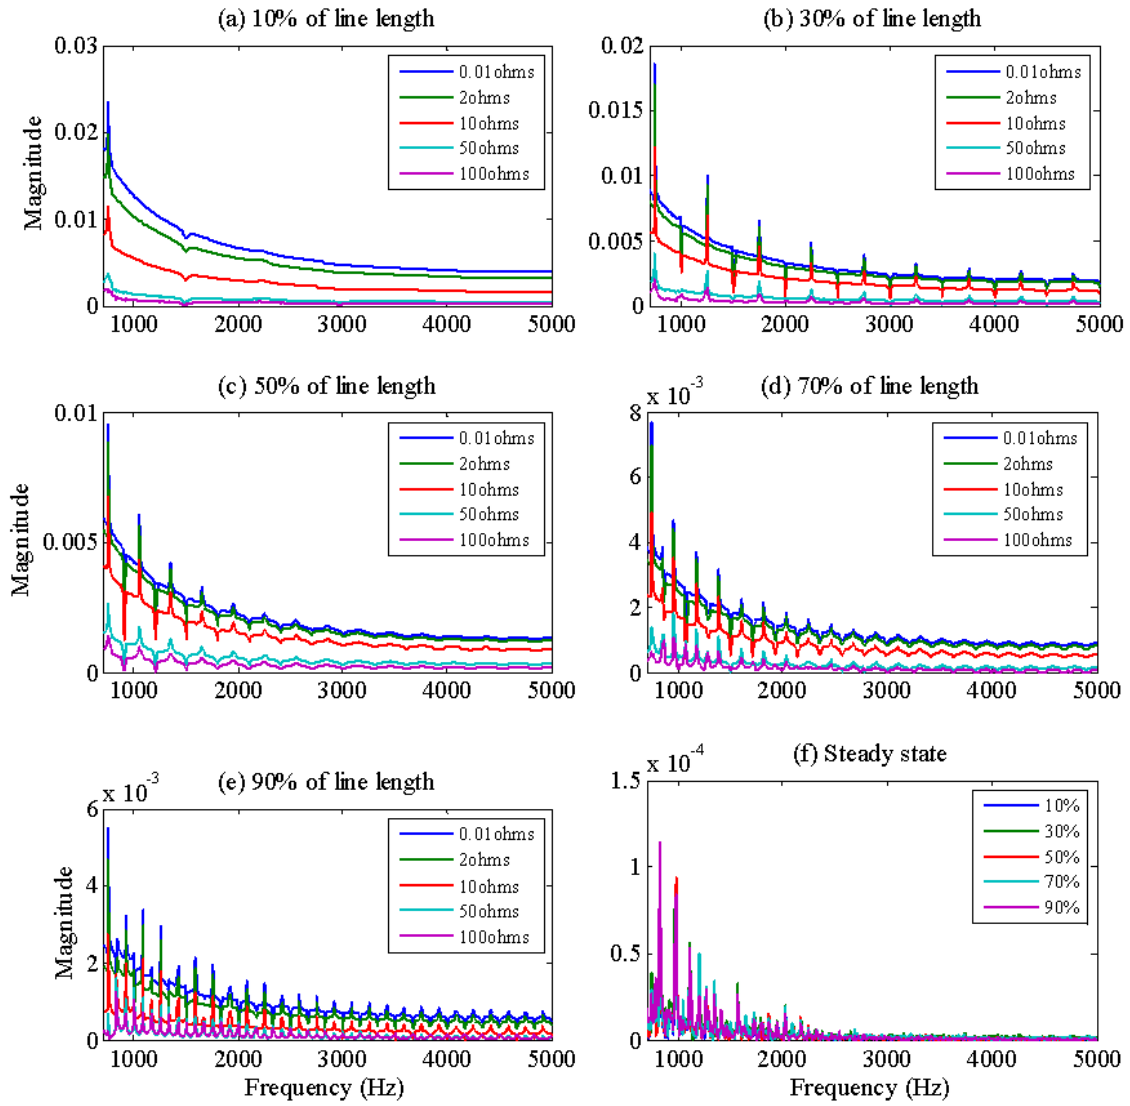 (a) 10% of line length
(b) 30% of line length
0.03
0.02
0.01
0
Magnitude
0.01ohms
2ohms
10ohms
50ohms
100ohms
1000 2000 3000 4000 5000
0.02
0.015
0.01
0.005
0
0.01ohms
2ohms
10ohms
50ohms
100ohms
1000 2000 3000 4000 5000
(c) 50% of line length
(d) 70% of line length
0.01
0.005
0
Magnitude
0.01ohms
2ohms
10ohms
50ohms
100ohms
1000 2000 3000 4000 5000
x 10-3
8
6
4
2
0
0.01ohms
2ohms
10ohms
50ohms
100ohms
1000 2000 3000 4000 5000
(e) 90% of line length
(f) Steady state
x 10-3
6
4
2
0
Magnitude
0.01ohms
2ohms
10ohms
50ohms
100ohms
1000 2000 3000 4000 5000
Frequency (Hz)
x 10-4
1.5
1
0.5
0
10%
30%
50%
70%
90%
1000 2000 3000 4000 5000
Frequency (Hz)